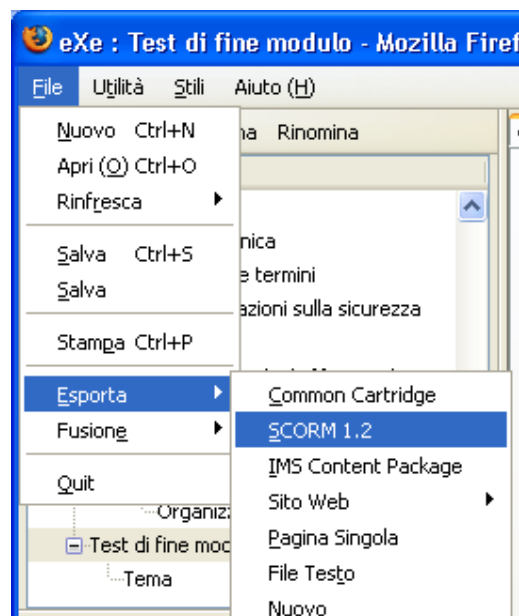 eXe : Test di fine modulo - Mozilla Firef
File Utilità Stili Aiuto (H)
na Rinomina
Nuovo Ctrl+N
Apri (O) Ctrl+O
Rinfresca
nica
Salva Ctrl+S
e termini
Salva
azioni sulla sicurezza
Stampa Ctrl+P
Esporta
Common Cartridge
Fusione
SCORM 1.2
IMS Content Package
Quit
Sito Web
Organizz
Test di fine mod
Pagina Singola
Tema
File Testo
Nuovo